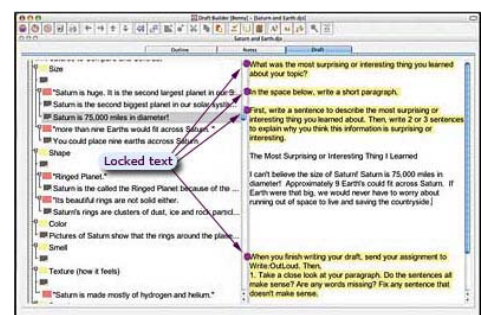 Draft Builder [Benny] - [Saturn and Earth.djs]
Saturn and Earth.djs
Outline
Notes
Draft
Size
"Saturn is huge. It is the second largest planet in our s...
Saturn is the second biggest planet in our solar syste...
Saturn is 75,000 miles in diameter!
"more than nine Earths would fit accross Saturn."
You could place nine earths accross Saturn
Shape
"Ringed Planet."
Saturn is the called the Ringed Planet because of the ...
"Its beautiful rings are not solid either.
Saturn's rings are clusters of dust, ice and rock particl...
Color
Pictures of Saturn show that the rings around the plane...
Smell
Texture (how it feels)
"Saturn is made mostly of hydrogen and helium."
Locked text
What was the most surprising or interesting thing you learned
about your topic?
In the space below, write a short paragraph.
First, write a sentence to describe the most surprising or
interesting thing you learned about. Then, write 2 or 3 sentences
to explain why you think this information is surprising or
interesting.
The Most Surprising or Interesting Thing I Learned
I can't believe the size of Saturn! Saturn is 75,000 miles in
diameter! Approximately 9 Earth's could fit across Saturn. If
Earth were that big, we would never have to worry about
running out of space to live and saving the countryside.
When you finish writing your draft, send your assignment to
Write:OutLoud. Then,
1. Take a close look at your paragraph. Do the sentences all
make sense? Are any words missing? Fix any sentence that
doesn't make sense.